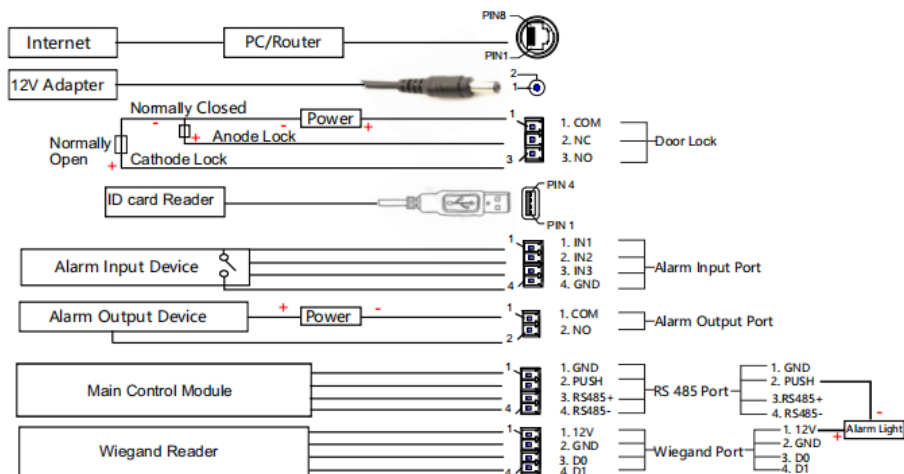 PIN8
Internet
PC/Router
PIN1
12V Adapter
2
1
Normally Closed
- - Power +
1
1. COM
+ Anode Lock
2. NC
Door Lock
Normally
Open
+ Cathode Lock
3
3. NO
ID card Reader
PIN 4
PIN 1
1
1. IN1
2. IN2
Alarm Input Device
3. IN3
Alarm Input Port
4
4. GND
Alarm Output Device
+ Power -
1
1. COM
Alarm Output Port
2
2. NO
1
1. GND
1. GND
2. PUSH
2. PUSH
Main Control Module
RS 485 Port
3. RS485+
3.RS485+
4
4. RS485-
4. RS485-
-
1
1. 12V
1. 12V
+ Alarm Light
2. GND
2. GND
Wiegand Reader
Wiegand Port
3. D0
3. D0
4
4. D1
4. D1